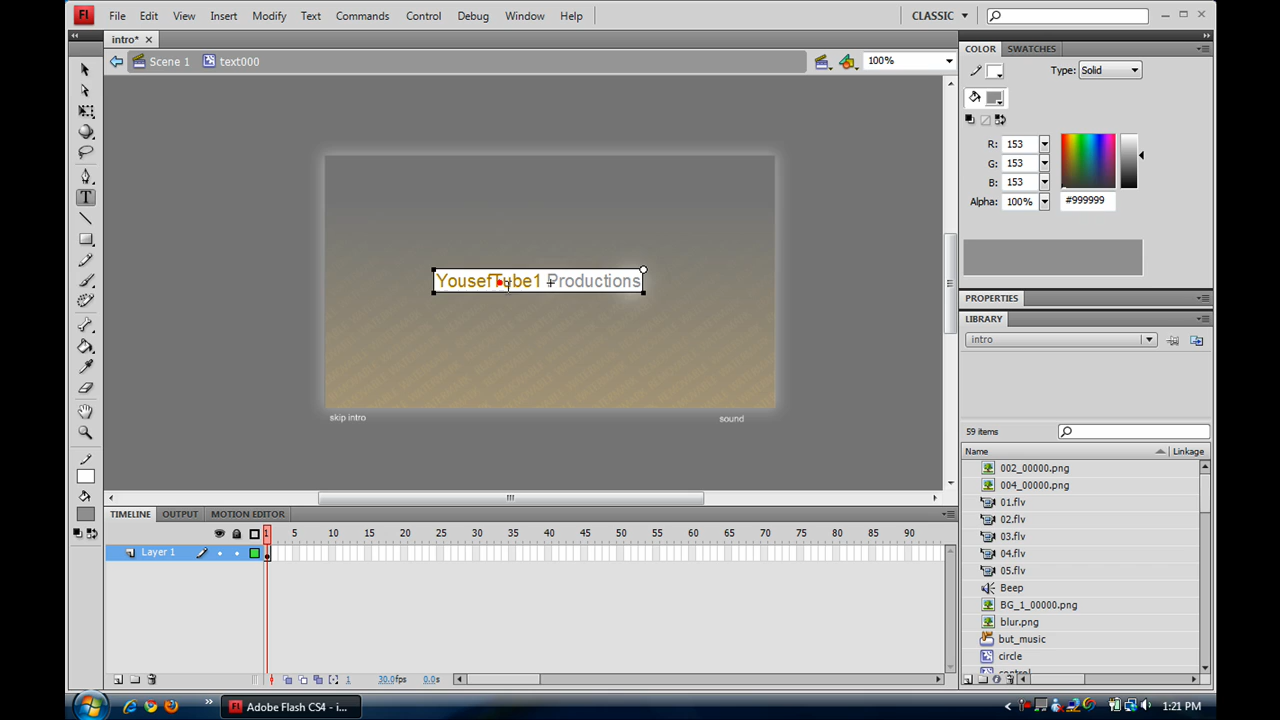 Fl File Edit View Insert Modify Text Commands Control Debug Window Help CLASSIC
intro*
Scene 1 text000 100%
COLOR SWATCHES
Type: Solid
R: 153
G: 153
B: 153
Alpha: 100% #999999
YousefTube1 Productions
skip intro sound
PROPERTIES
LIBRARY
intro
59 items
Name Linkage
002_00000.png
004_00000.png
01.flv
02.flv
03.flv
04.flv
05.flv
Beep
BG_1_00000.png
blur.png
but_music
circle
control
TIMELINE OUTPUT MOTION EDITOR
1 5 10 15 20 25 30 35 40 45 50 55 60 65 70 75 80 85 90
Layer 1
1 30.0fps 0.0s
Adobe Flash CS4 - i... 1:21 PM